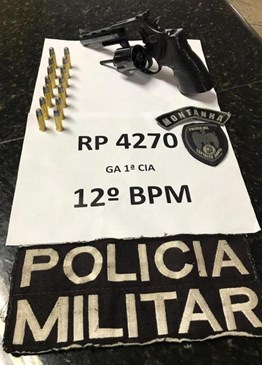 RP 4270
MONTANHA
GA 1ª CIA
12º BPM
POLICIA
MILITAR